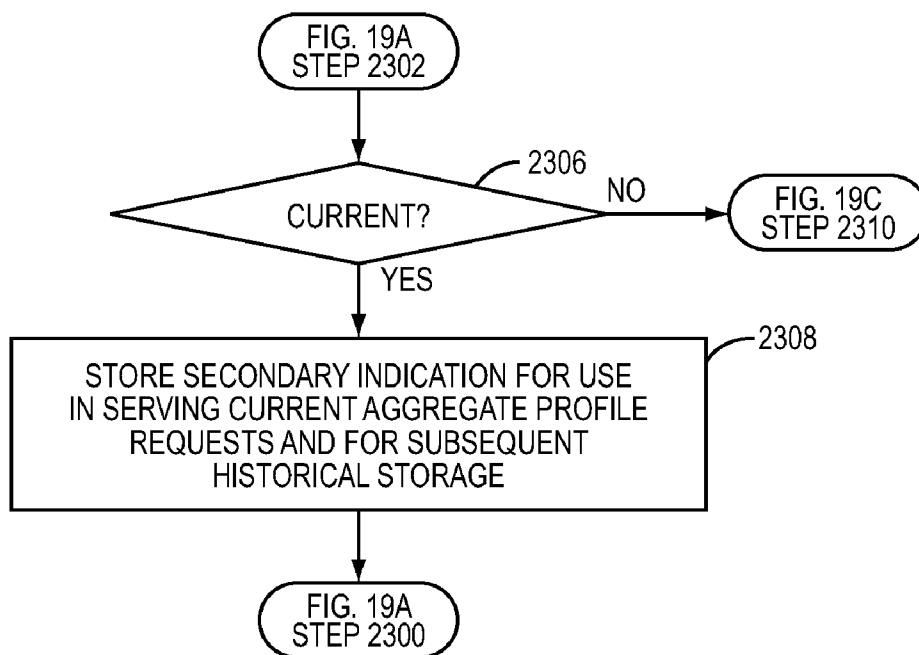 FIG. 19A
STEP 2302
2306
NO
CURRENT?
FIG. 19C
STEP 2310
YES
2308
STORE SECONDARY INDICATION FOR USE
IN SERVING CURRENT AGGREGATE PROFILE
REQUESTS AND FOR SUBSEQUENT
HISTORICAL STORAGE
FIG. 19A
STEP 2300